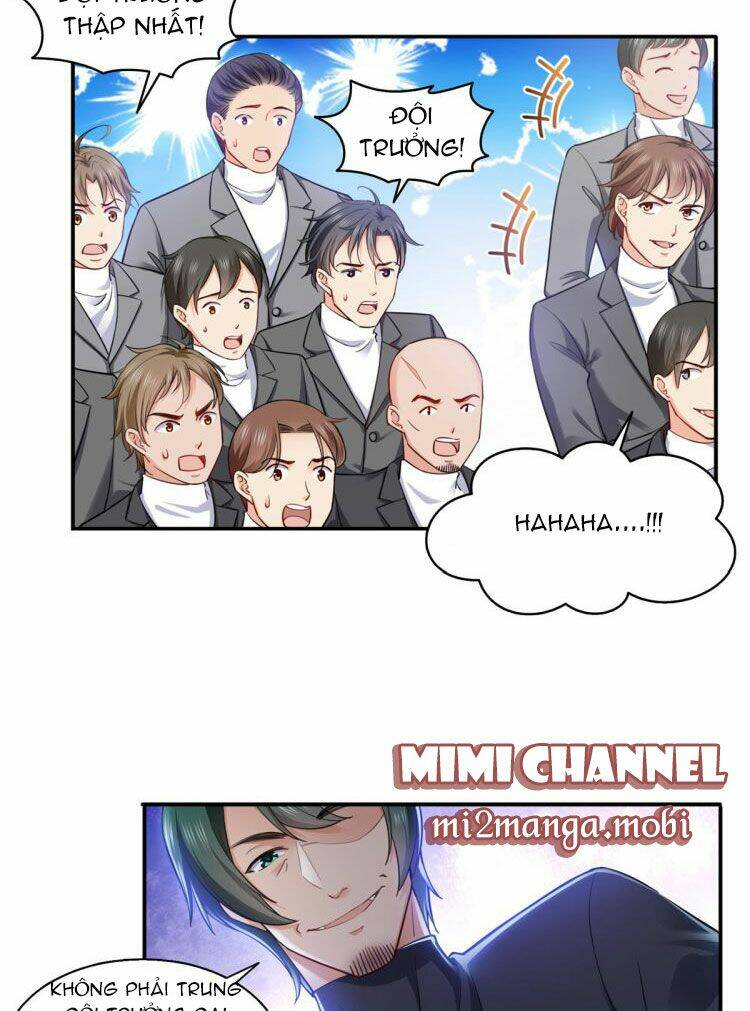 THẬP NHẤT!
ĐỘI
TRƯỞNG!
HAHAHA....!!!
MIMI CHANNEL
mi2manga.mobi
KHÔNG PHẢI TRUNG